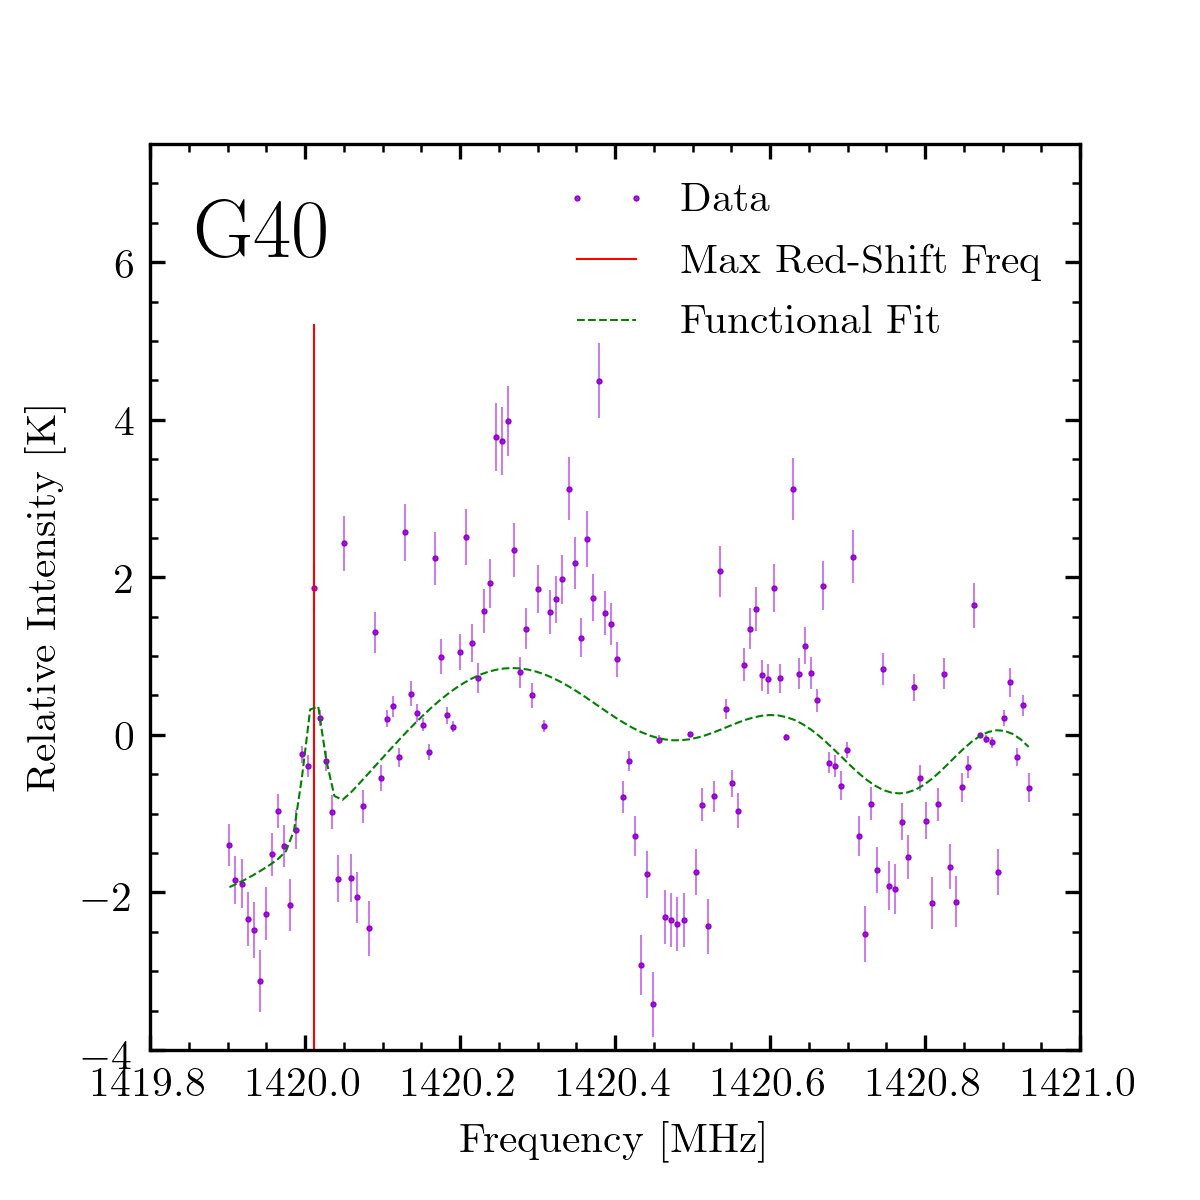 G40
Data
Max Red-Shift Freq
Functional Fit
Relative Intensity [K]
6
4
2
0
−2
−4
1419.8 1420.0 1420.2 1420.4 1420.6 1420.8 1421.0
Frequency [MHz]